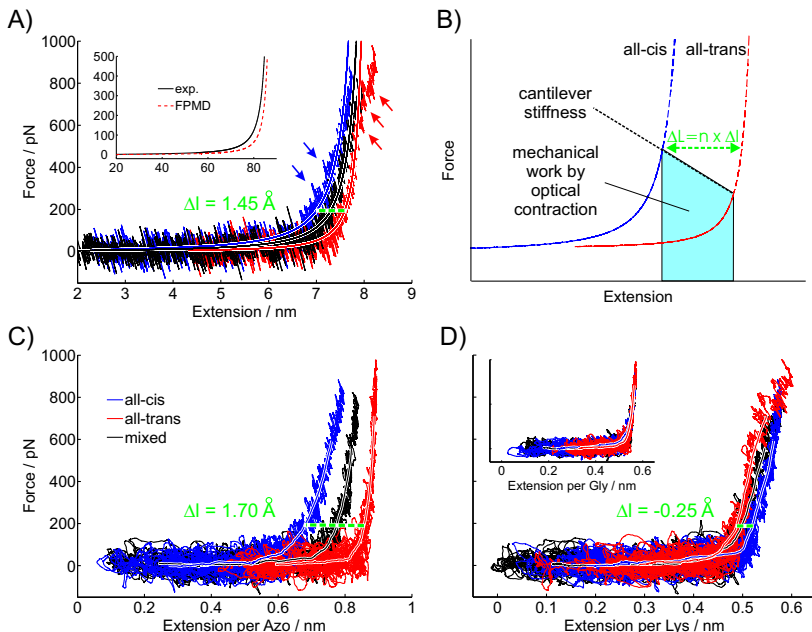 A)
1000
800
600
400
200
0
Force / pN
2
3
4
5
6
7
8
9
Extension / nm
Δl = 1.45 Å
500
400
300
200
100
0
20
40
60
80
exp.
FPMD
B)
all-cis
all-trans
cantilever
stiffness
ΔL=n x Δl
mechanical
work by
optical
contraction
Force
Extension
C)
1000
800
600
400
200
0
Force / pN
all-cis
all-trans
mixed
Δl = 1.70 Å
0
0.2
0.4
0.6
0.8
1
Extension per Azo / nm
D)
0
0.2
0.4
0.6
Extension per Gly / nm
Δl = -0.25 Å
0
0.1
0.2
0.3
0.4
0.5
0.6
Extension per Lys / nm